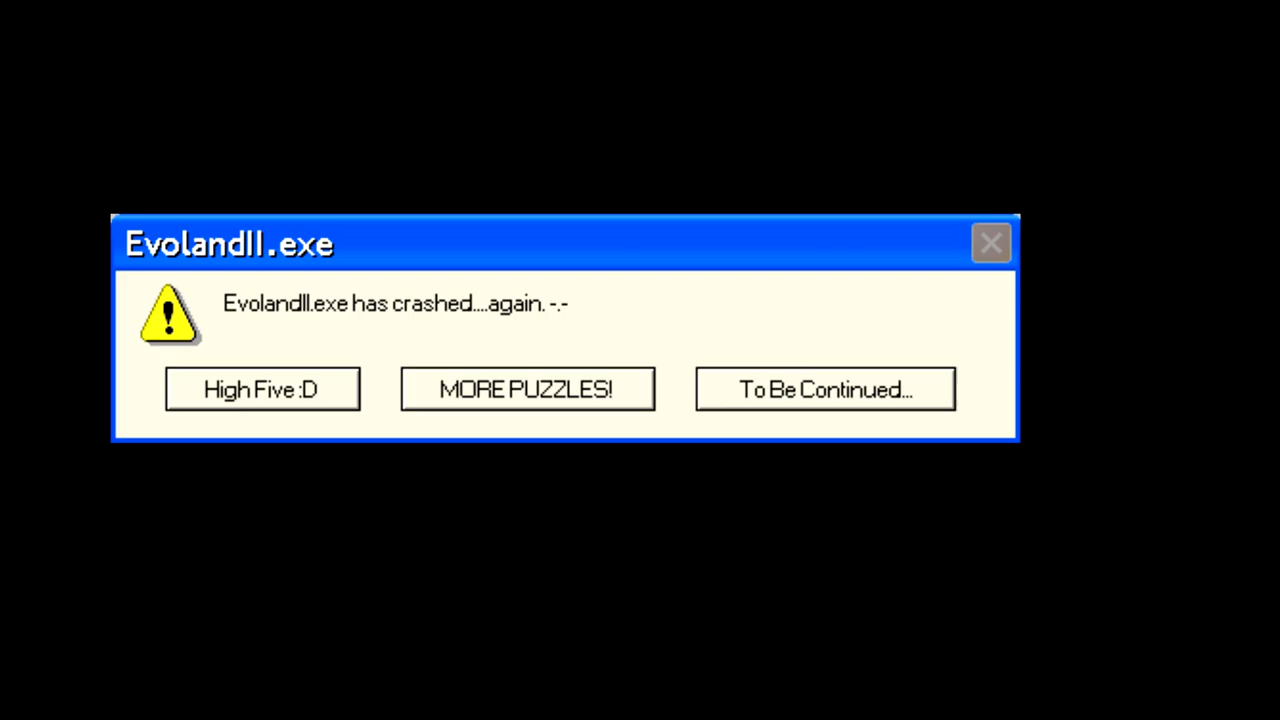 EvolandII.exe
EvolandII.exe has crashed....again. -.-
High Five :D
MORE PUZZLES!
To Be Continued...